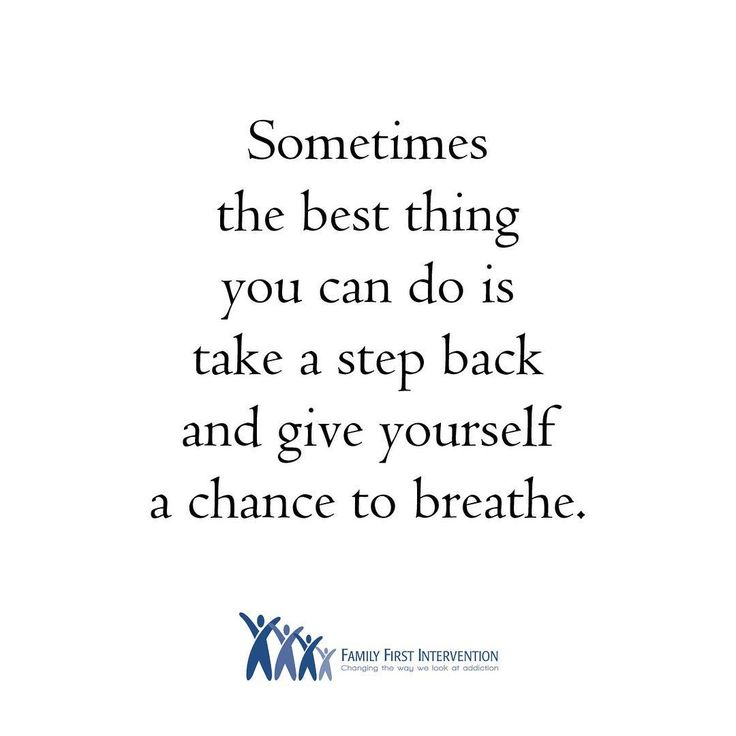 Sometimes
the best thing
you can do is
take a step back
and give yourself
a chance to breathe.
FAMILY FIRST INTERVENTION
Changing the way we look at addiction